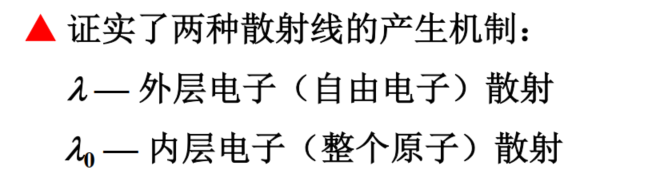 ▲ 证实了两种散射线的产生机制：
λ — 外层电子（自由电子）散射
λ₀ — 内层电子（整个原子）散射